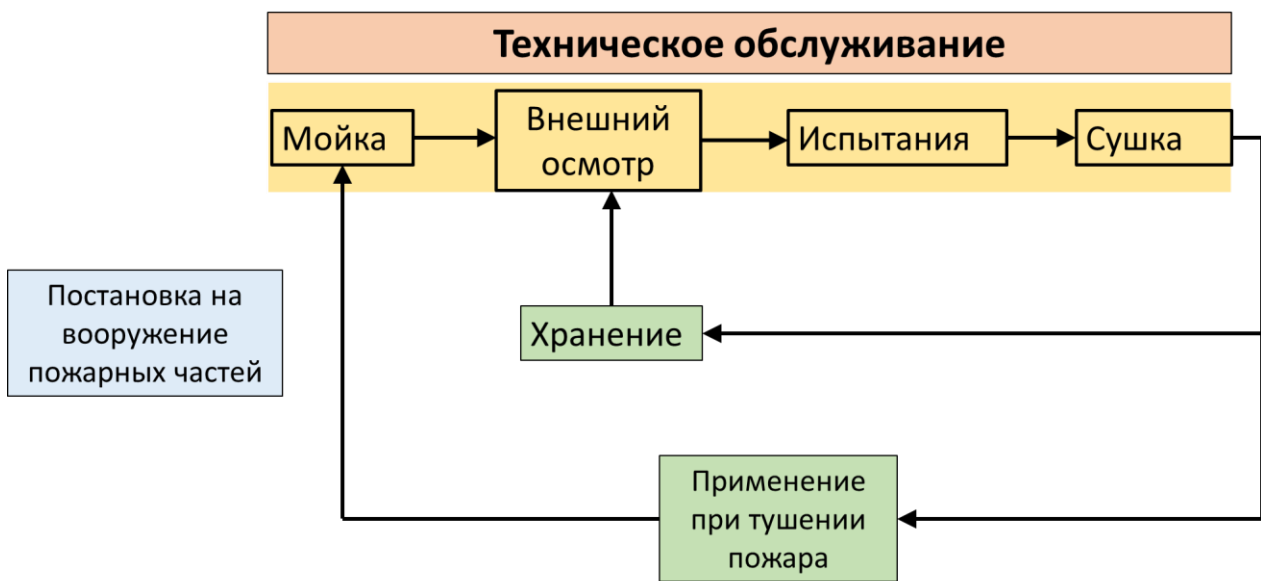 Техническое обслуживание
Мойка
Внешний
осмотр
Испытания
Сушка
Хранение
Постановка на
вооружение
пожарных частей
Применение
при тушении
пожара